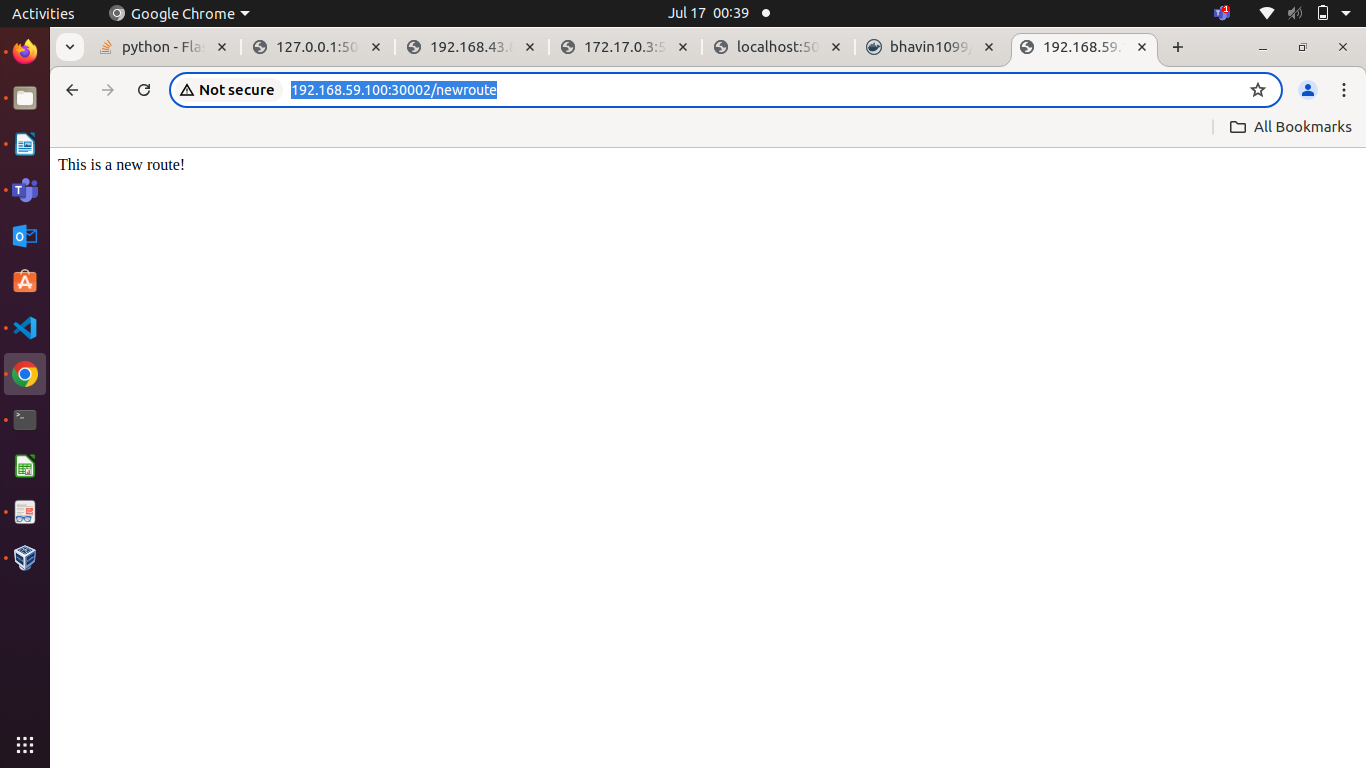 Activities Google Chrome Jul 17 00:39 1
python - Fla 127.0.0.1:50 192.168.43. 172.17.0.3:5 localhost:50 bhavin1099/ 192.168.59.
Not secure 192.168.59.100:30002/newroute
All Bookmarks
This is a new route!